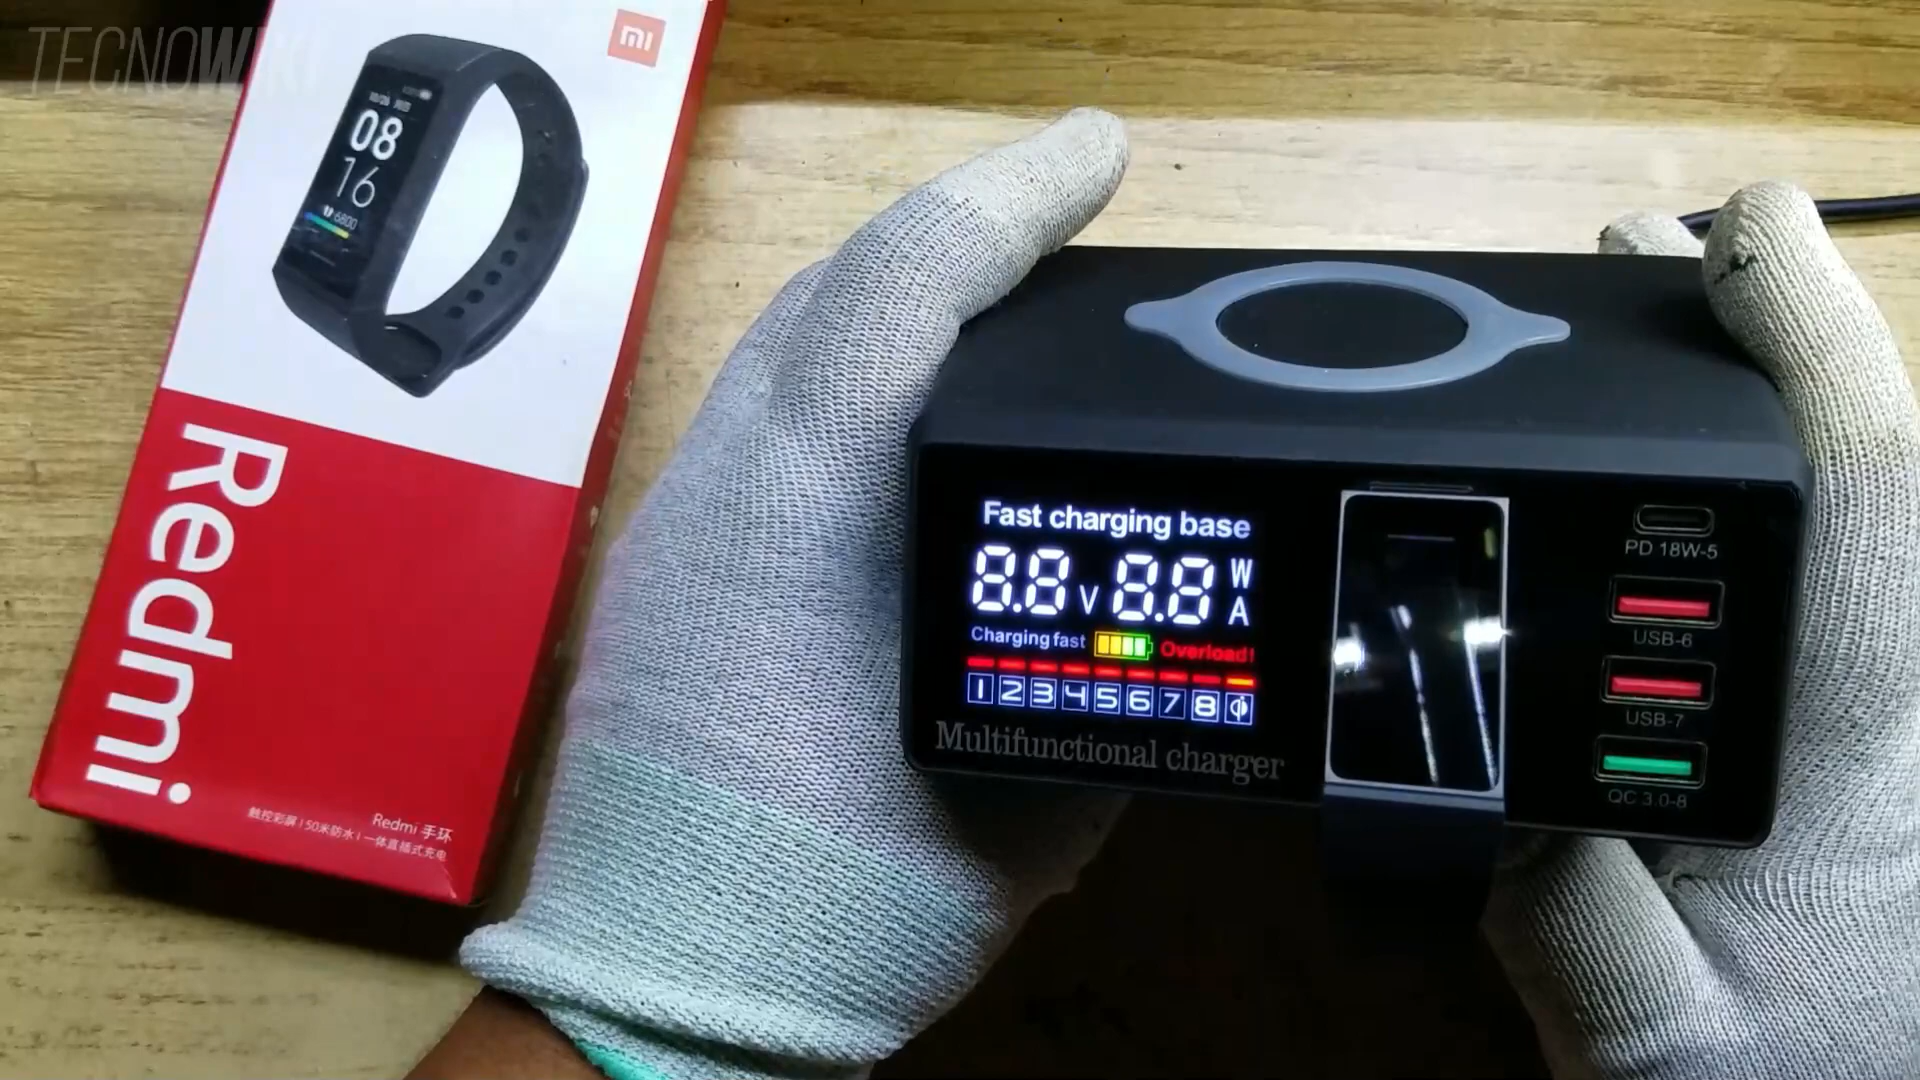 TECNOWIKI
mi
08
16
6800
Redmi
Redmi 手环
触控彩屏 | 50米防水 | 一体直插式充电
Fast charging base
8.8 V 8.8 W A
Charging fast Overload!
1 2 3 4 5 6 7 8
Multifunctional charger
PD 18W-5
USB-6
USB-7
QC 3.0-8